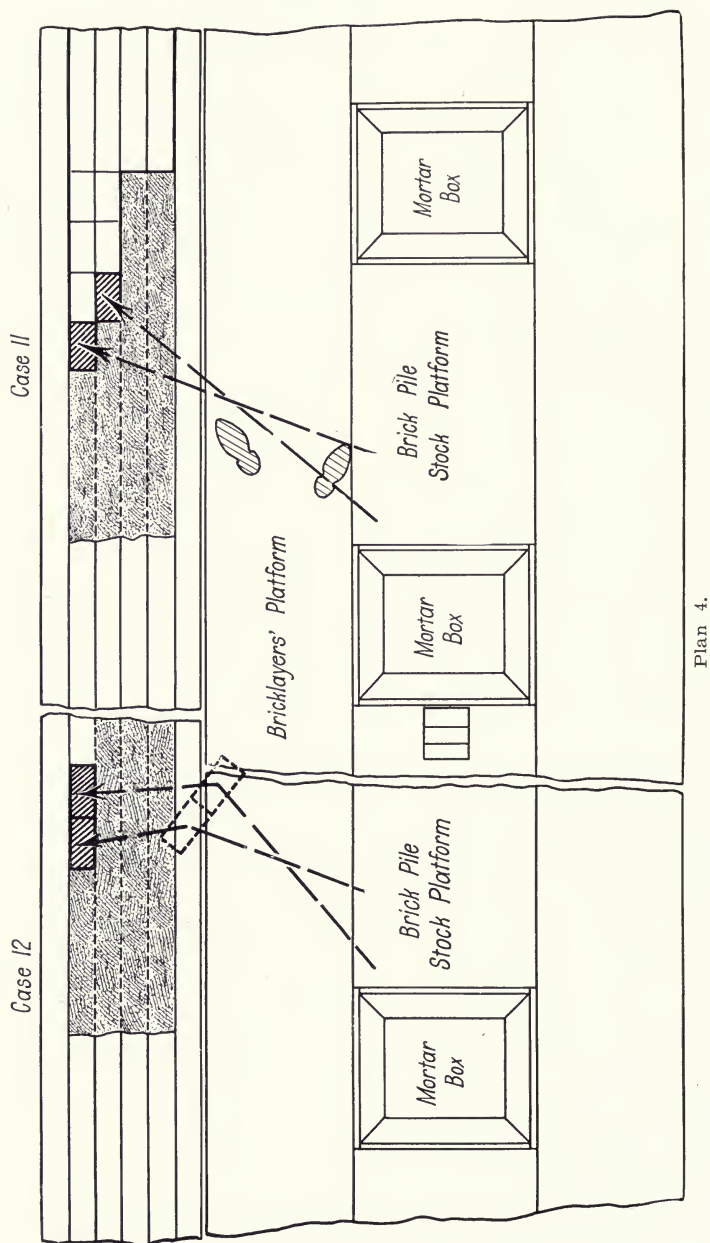 Case 12
Case 11
Bricklayers' Platform
Mortar
Box
Brick Pile
Stock Platform
Mortar
Box
Brick Pile
Stock Platform
Mortar
Box
Plan 4.